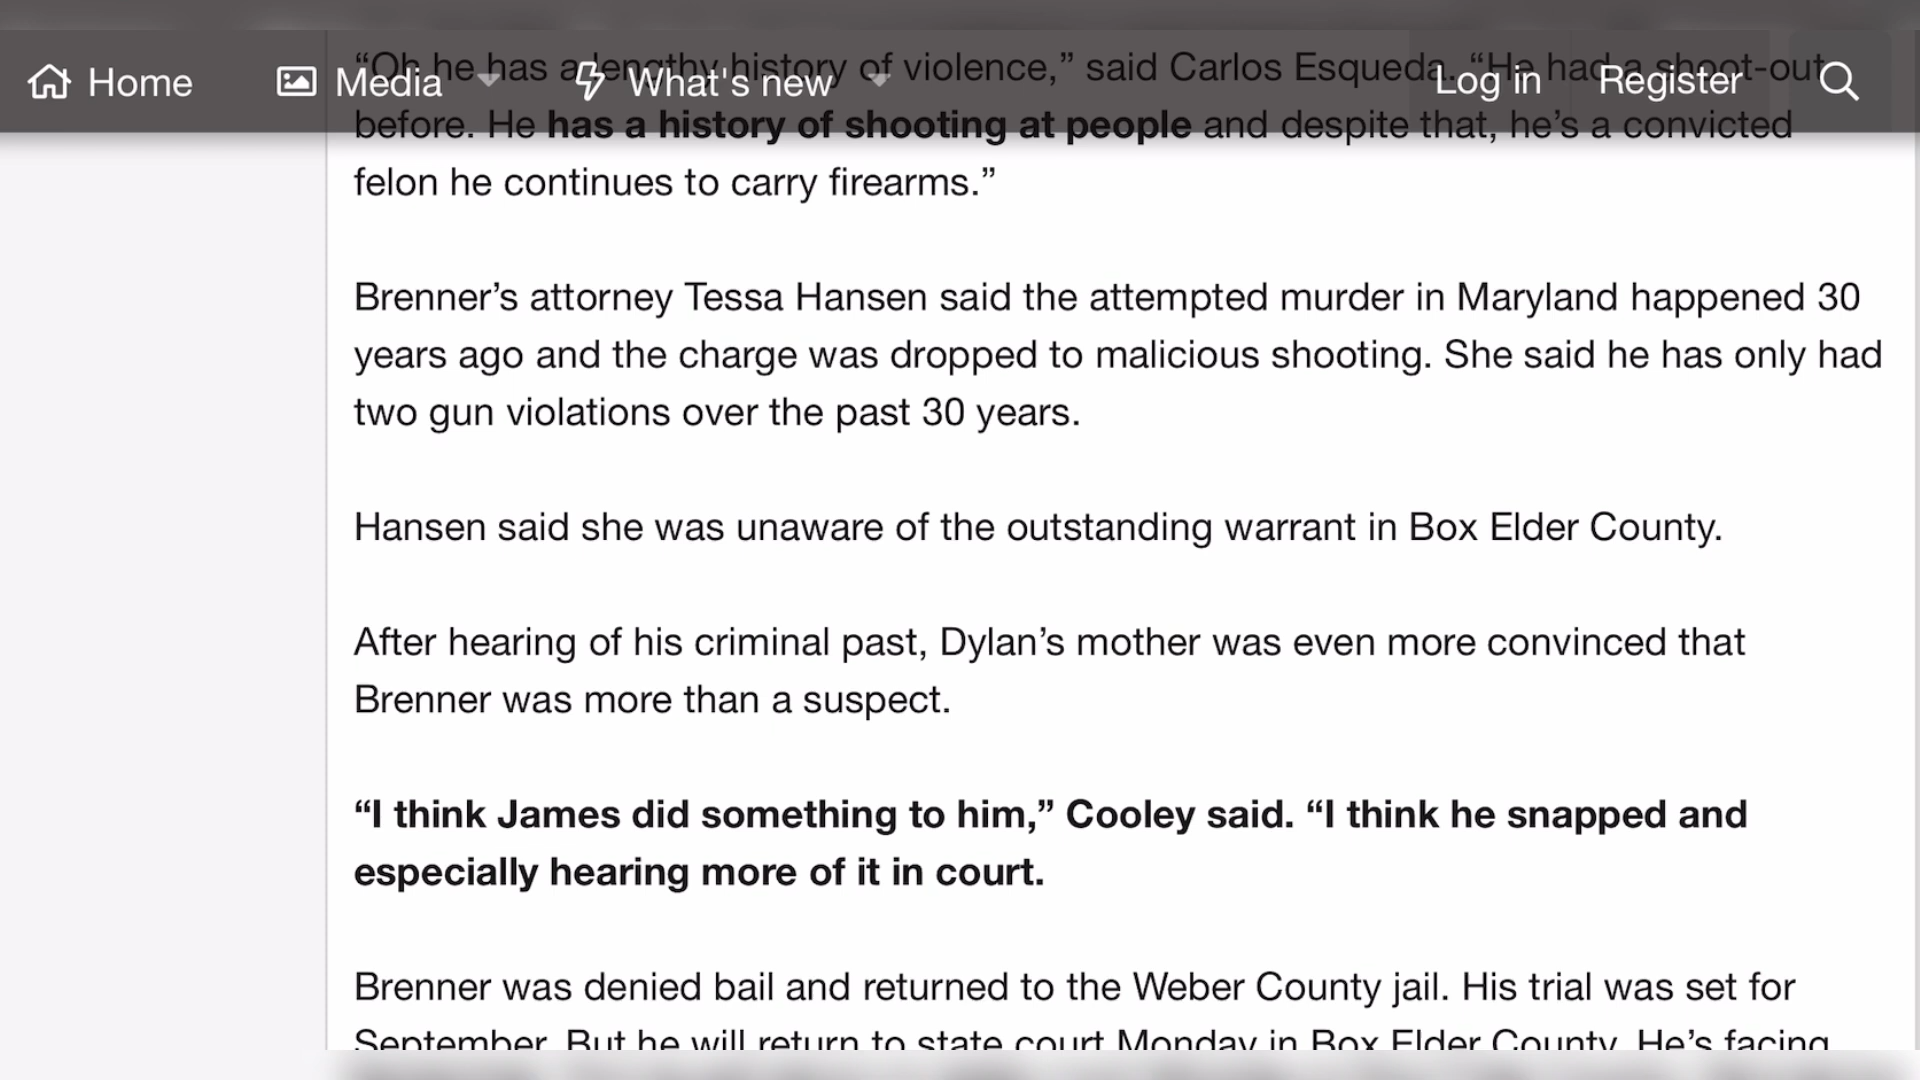 Home Media What's new Log in Register
“Oh he has a lengthy history of violence,” said Carlos Esqueda. “He had a shoot-out
before. He has a history of shooting at people and despite that, he’s a convicted
felon he continues to carry firearms.”
Brenner’s attorney Tessa Hansen said the attempted murder in Maryland happened 30
years ago and the charge was dropped to malicious shooting. She said he has only had
two gun violations over the past 30 years.
Hansen said she was unaware of the outstanding warrant in Box Elder County.
After hearing of his criminal past, Dylan’s mother was even more convinced that
Brenner was more than a suspect.
“I think James did something to him,” Cooley said. “I think he snapped and
especially hearing more of it in court.
Brenner was denied bail and returned to the Weber County jail. His trial was set for
September. But he will return to state court Monday in Box Elder County. He’s facing